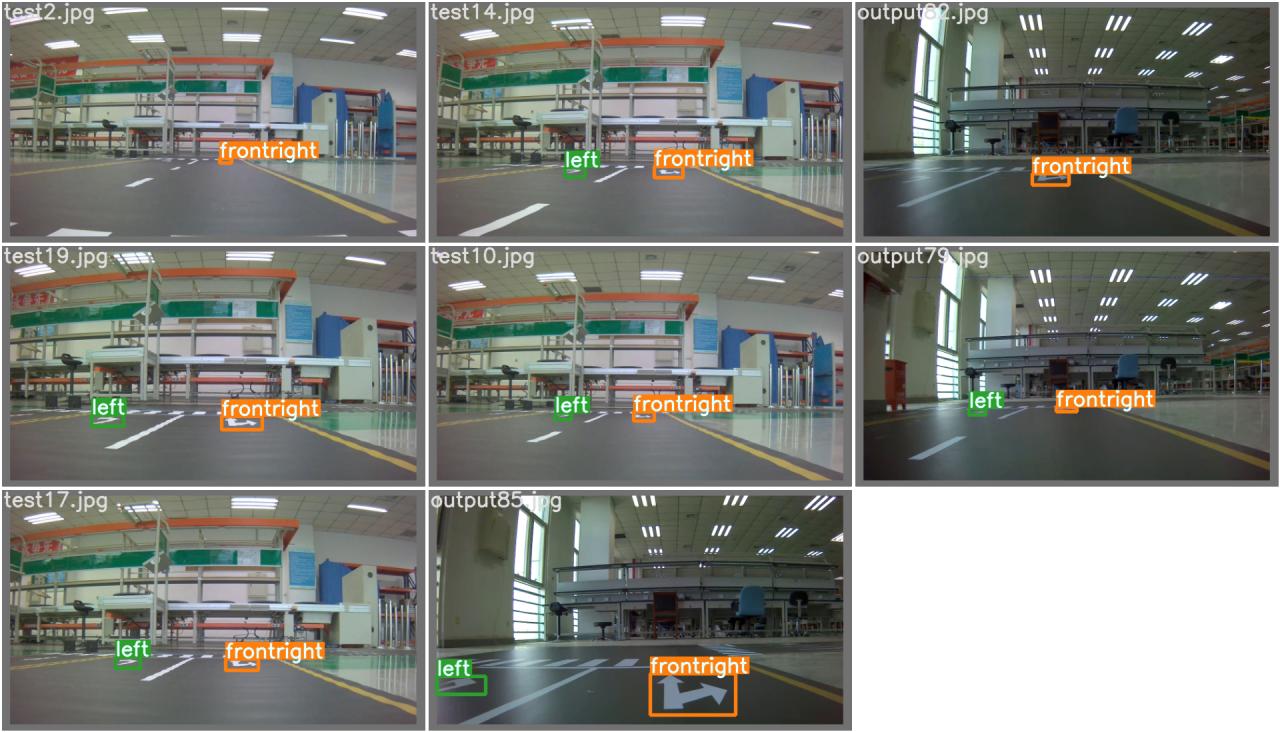 test2.jpg
frontright
test14.jpg
left
frontright
output82.jpg
frontright
test19.jpg
left
frontright
test10.jpg
left
frontright
output79.jpg
left
frontright
test17.jpg
left
frontright
output85.jpg
left
frontright